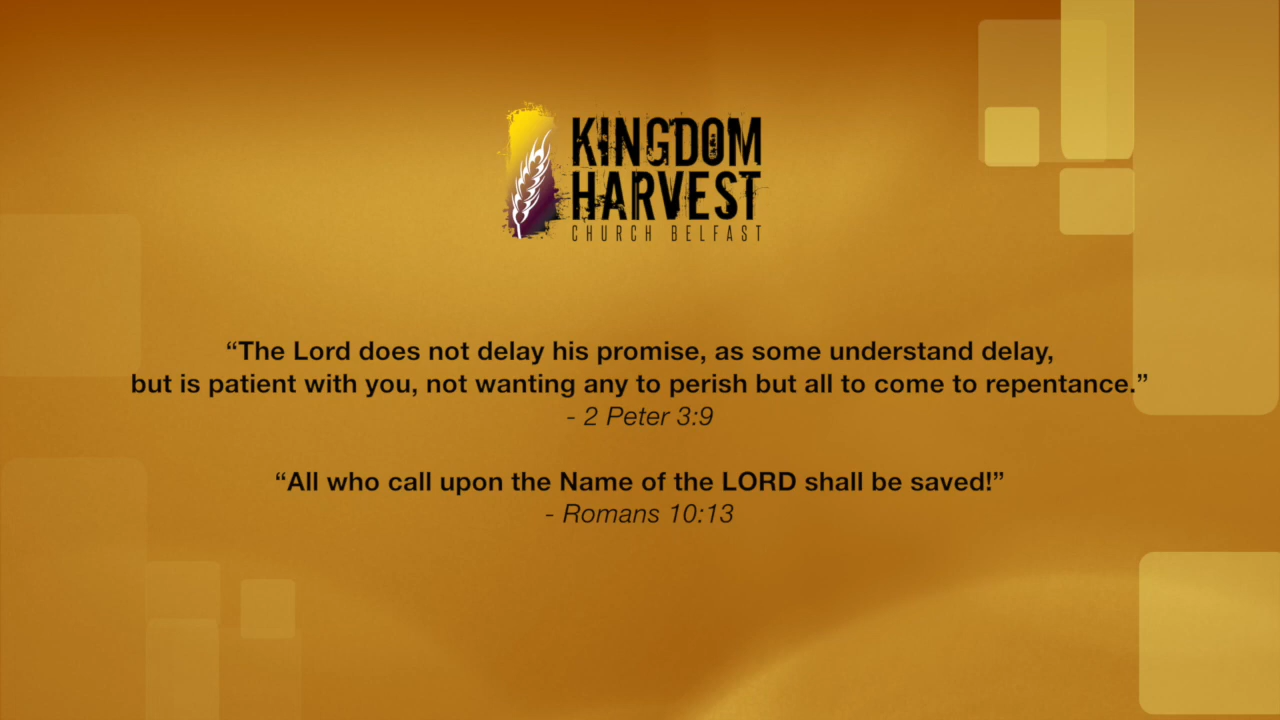 KINGDOM
HARVEST
CHURCH BELFAST
“The Lord does not delay his promise, as some understand delay,
but is patient with you, not wanting any to perish but all to come to repentance.”
- 2 Peter 3:9
“All who call upon the Name of the LORD shall be saved!”
- Romans 10:13